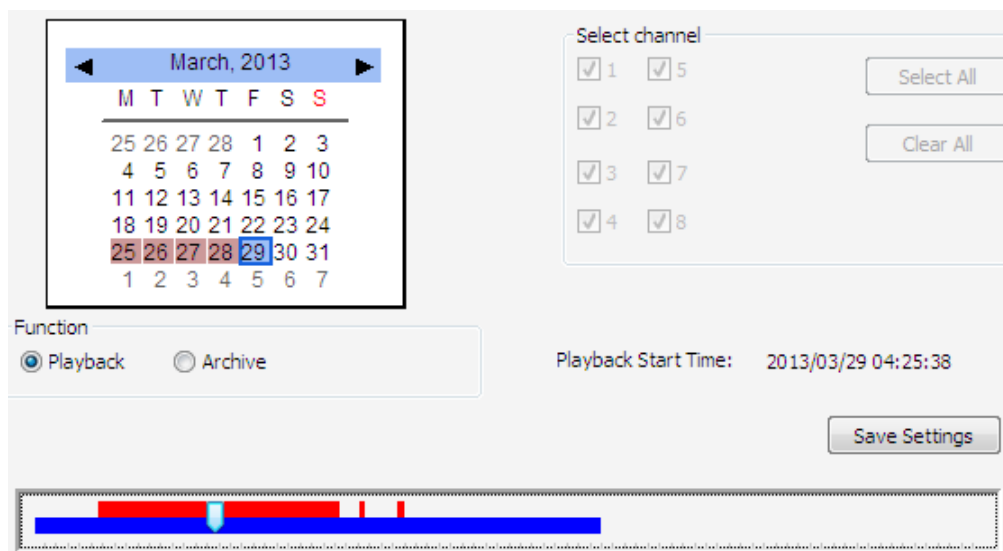 March, 2013
M T W T F S S
25 26 27 28 1 2 3
4 5 6 7 8 9 10
11 12 13 14 15 16 17
18 19 20 21 22 23 24
25 26 27 28 29 30 31
1 2 3 4 5 6 7
Select channel
1 5
Select All
2 6
Clear All
3 7
4 8
Function
Playback Archive
Playback Start Time: 2013/03/29 04:25:38
Save Settings